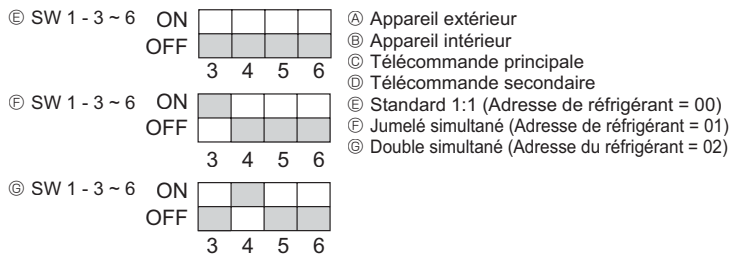 Ⓔ SW 1 - 3 ~ 6 ON
OFF
3 4 5 6
Ⓕ SW 1 - 3 ~ 6 ON
OFF
3 4 5 6
Ⓖ SW 1 - 3 ~ 6 ON
OFF
3 4 5 6
Ⓐ Appareil extérieur
Ⓑ Appareil intérieur
Ⓒ Télécommande principale
Ⓓ Télécommande secondaire
Ⓔ Standard 1:1 (Adresse de réfrigérant = 00)
Ⓕ Jumelé simultané (Adresse de réfrigérant = 01)
Ⓖ Double simultané (Adresse du réfrigérant = 02)